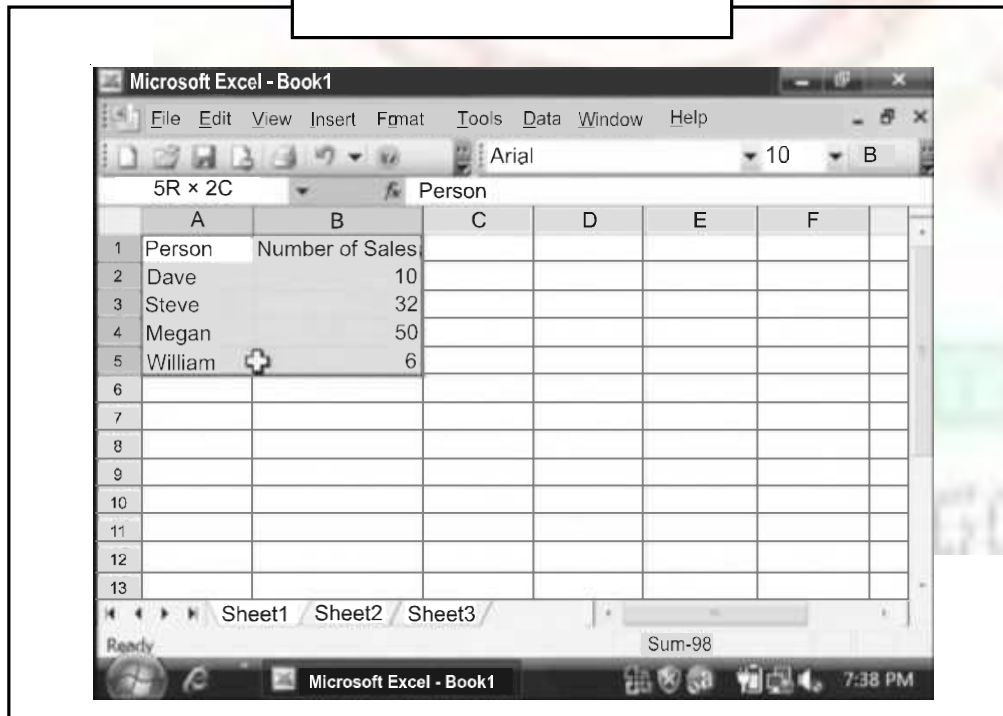 Microsoft Excel - Book1
File Edit View Insert Fomat Tools Data Window Help
Arial 10 B
5R × 2C fx Person
A B C D E F
1 Person Number of Sales
2 Dave 10
3 Steve 32
4 Megan 50
5 William 6
6
7
8
9
10
11
12
13
Sheet1 Sheet2 Sheet3
Ready Sum-98
Microsoft Excel - Book1 7:38 PM